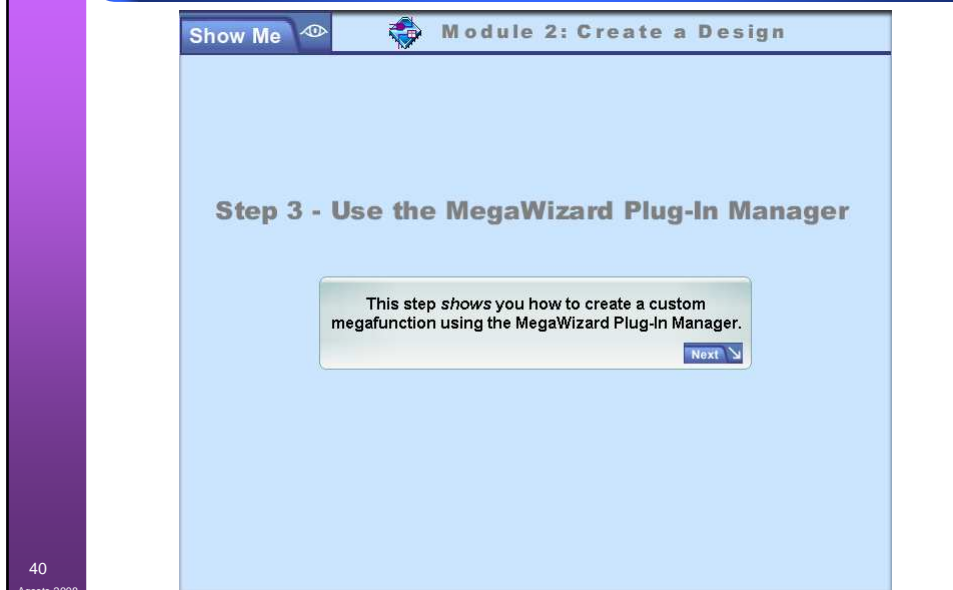 Show Me
Module 2: Create a Design
Step 3 - Use the MegaWizard Plug-In Manager
This step shows you how to create a custom
megafunction using the MegaWizard Plug-In Manager.
Next
40